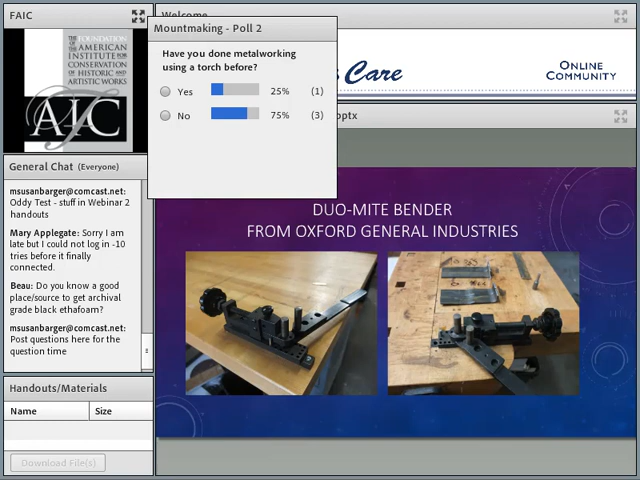 FAIC
THE FOUNDATION
OF THE
AMERICAN
INSTITUTE FOR
CONSERVATION
OF HISTORIC AND
ARTISTIC WORKS
AIC
General Chat (Everyone)
msusanbarger@comcast.net:
Oddy Test - stuff in Webinar 2
handouts
Mary Applegate: Sorry I am
late but I could not log in -10
tries before it finally
connected.
Beau: Do you know a good
place/source to get archival
grade black ethafoam?
msusanbarger@comcast.net:
Post questions here for the
question time
Handouts/Materials
Name Size
Download File(s)
Welcome
Mountmaking - Poll 2
Have you done metalworking
using a torch before?
Yes 25% (1)
No 75% (3)
Care
ONLINE
COMMUNITY
pptx
DUO-MITE BENDER
FROM OXFORD GENERAL INDUSTRIES